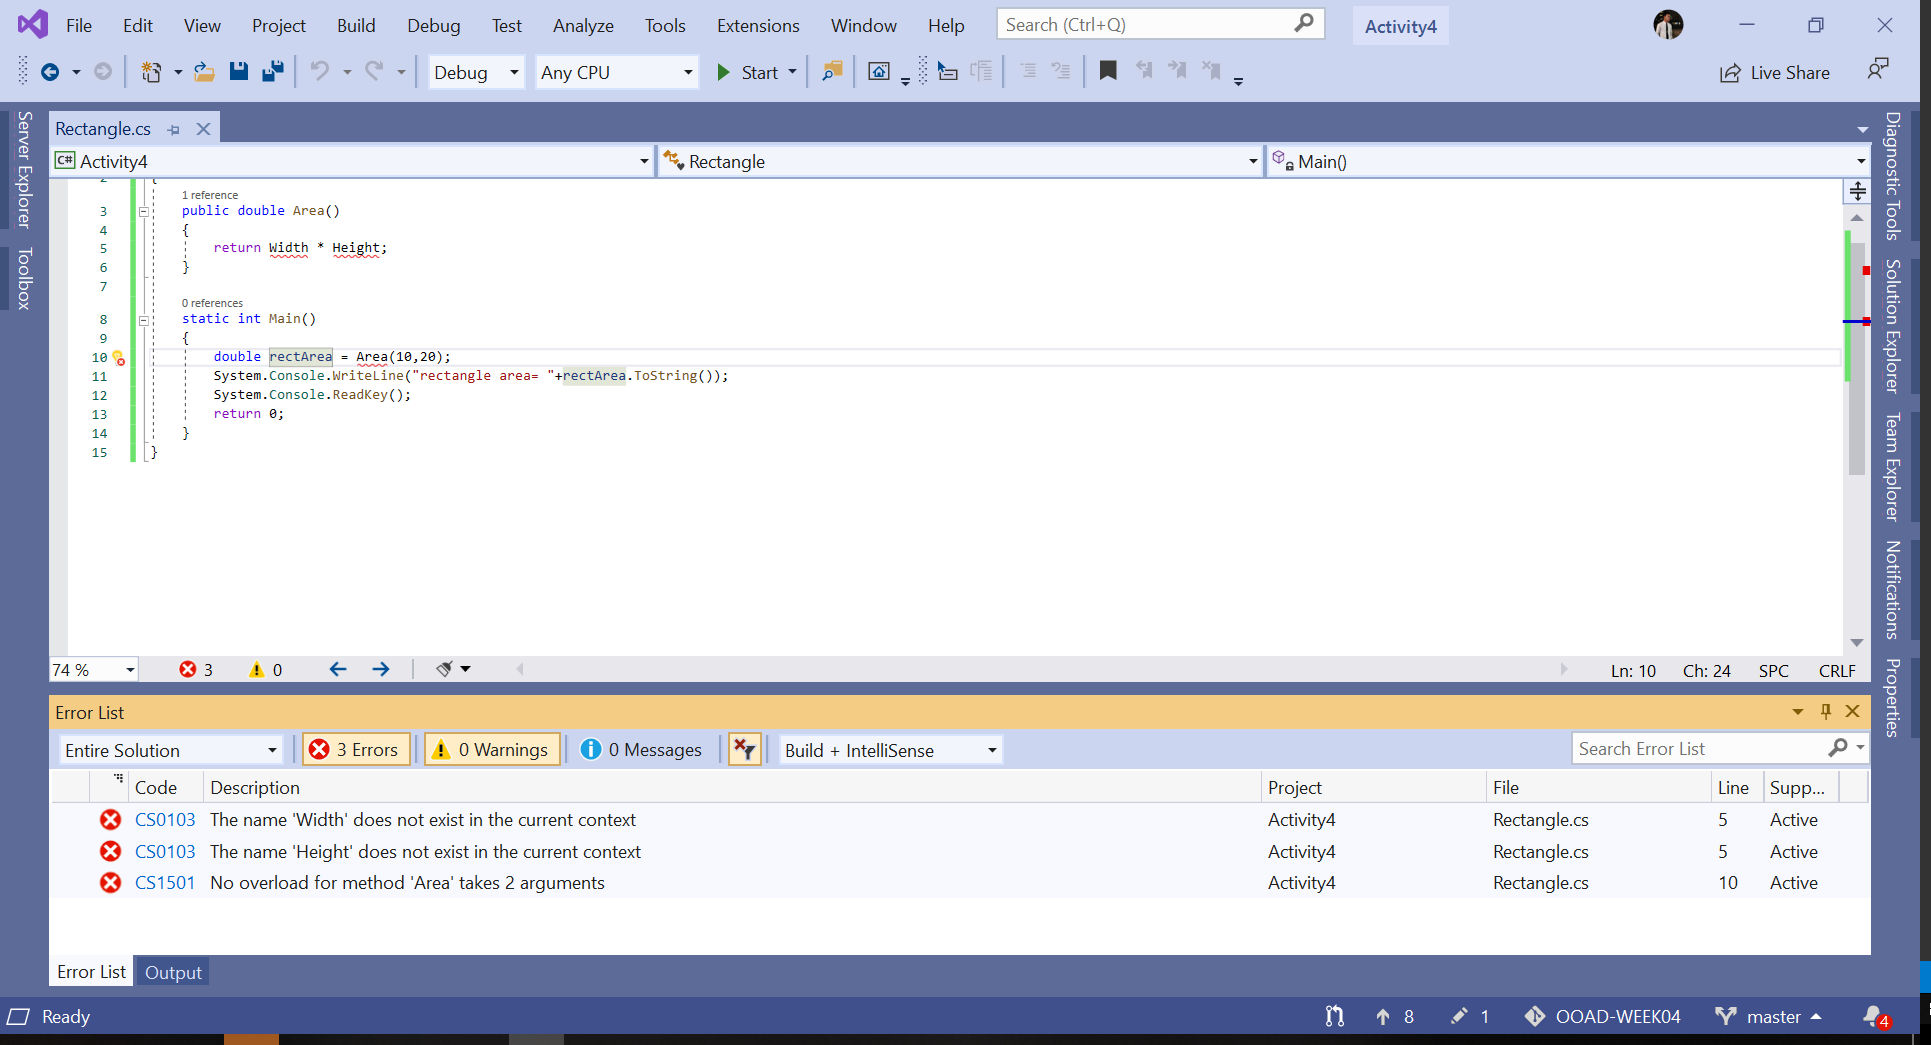 File Edit View Project Build Debug Test Analyze Tools Extensions Window Help Search (Ctrl+Q) Activity4
Debug Any CPU Start Live Share
Server Explorer
Toolbox
Rectangle.cs
C# Activity4 Rectangle Main()
2 {
1 reference
3 public double Area()
4 {
5 return Width * Height;
6 }
7
0 references
8 static int Main()
9 {
10 double rectArea = Area(10,20);
11 System.Console.WriteLine("rectangle area= "+rectArea.ToString());
12 System.Console.ReadKey();
13 return 0;
14 }
15 }
Diagnostic Tools
Solution Explorer
Team Explorer
Notifications
Properties
74 % 3 0 Ln: 10 Ch: 24 SPC CRLF
Error List
Entire Solution 3 Errors 0 Warnings 0 Messages Build + IntelliSense Search Error List
Code Description Project File Line Supp...
CS0103 The name 'Width' does not exist in the current context Activity4 Rectangle.cs 5 Active
CS0103 The name 'Height' does not exist in the current context Activity4 Rectangle.cs 5 Active
CS1501 No overload for method 'Area' takes 2 arguments Activity4 Rectangle.cs 10 Active
Error List Output
Ready 8 1 OOAD-WEEK04 master 4